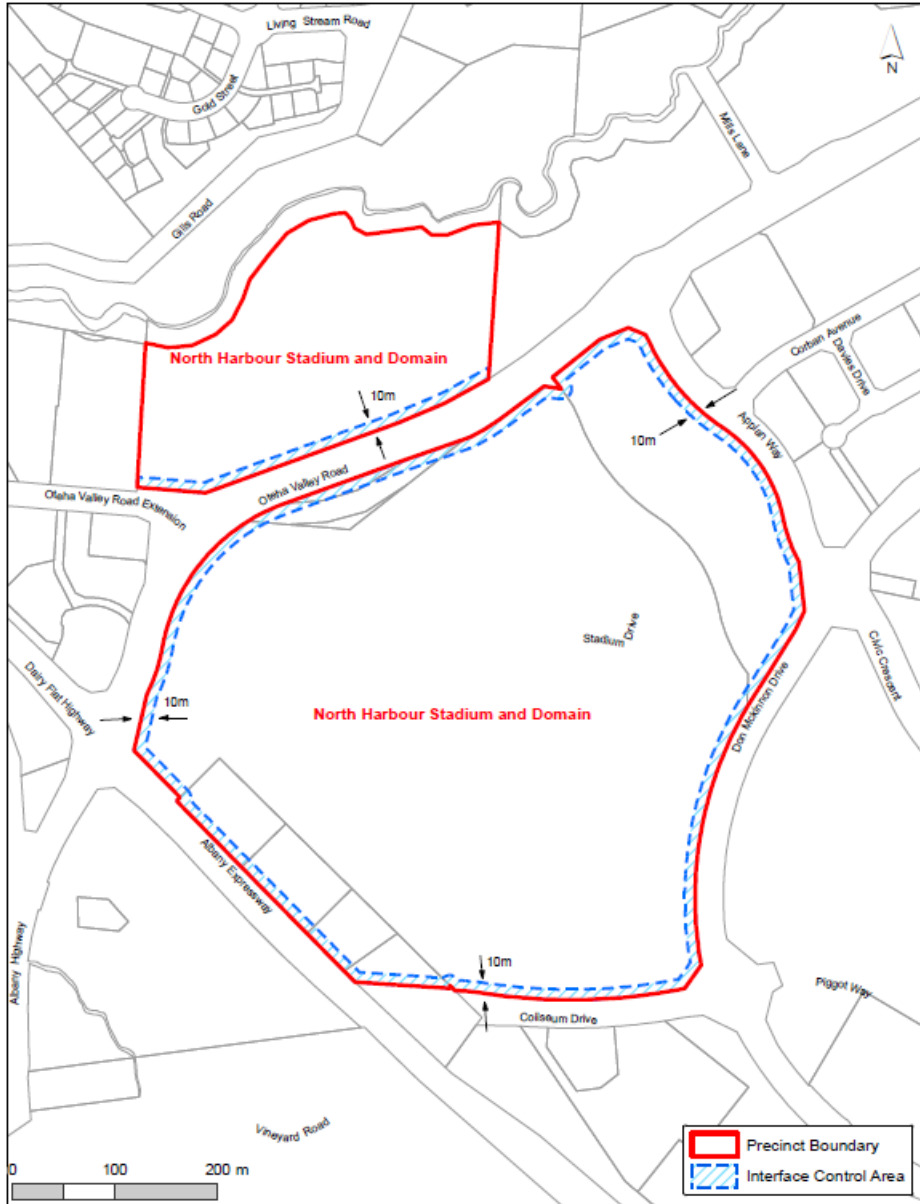 Living Stream Road
Gold Street
N
Mills Lane
Gills Road
North Harbour Stadium and Domain
Corban Avenue
Davies Drive
10m
10m
Appian Way
Oteha Valley Road
Oteha Valley Road Extension
Stadium Drive
Civic Crescent
Dairy Flat Highway
10m
North Harbour Stadium and Domain
Don Mckinnon Drive
Albany Expressway
Albany Highway
10m
Piggot Way
Coliseum Drive
Vineyard Road
Precinct Boundary
Interface Control Area
0 100 200 m